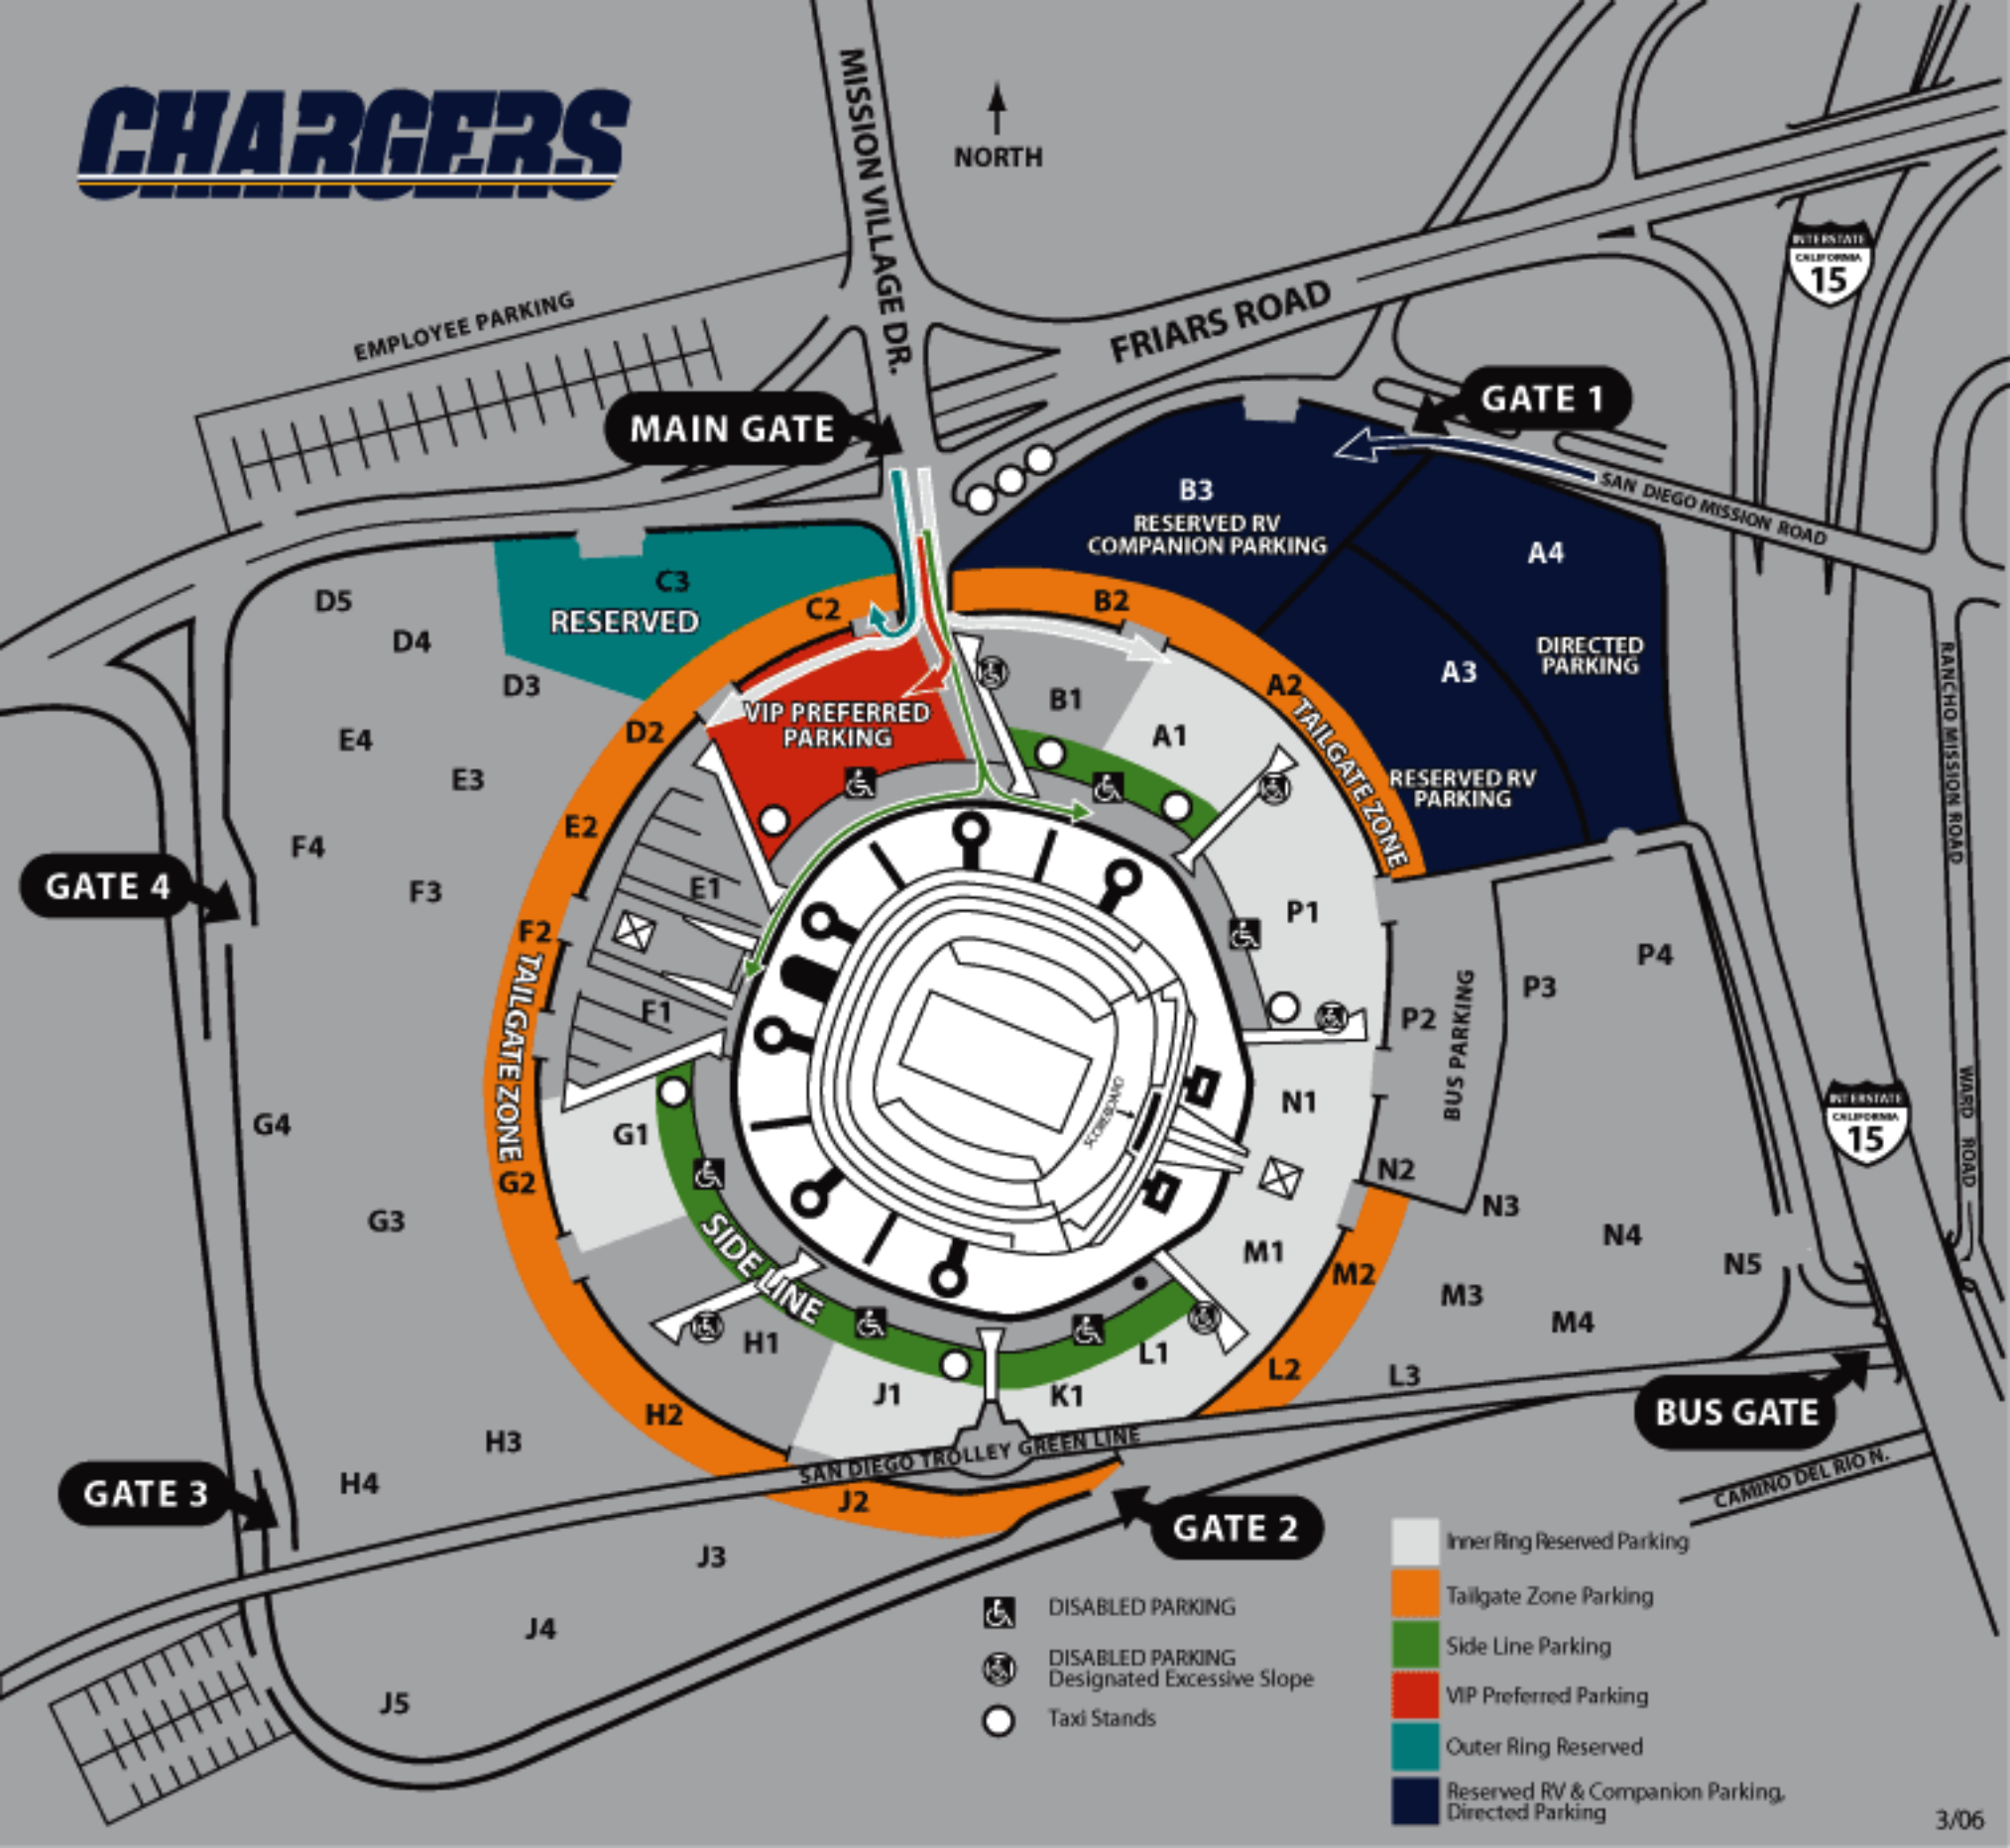 CHARGERS
MISSION VILLAGE DR.
NORTH
INTERSTATE
CALIFORNIA
15
EMPLOYEE PARKING
FRIARS ROAD
MAIN GATE
GATE 1
SAN DIEGO MISSION ROAD
B3
RESERVED RV
COMPANION PARKING
A4
DIRECTED
PARKING
A3
RESERVED RV
PARKING
C3
RESERVED
D5
D4
D3
C2
B2
A2
TAILGATE ZONE
VIP PREFERRED
PARKING
B1
A1
D2
E4
E3
E2
F4
F3
GATE 4
F2
TAILGATE ZONE
E1
F1
P1
P2
BUS PARKING
P3
P4
RANCHO MISSION ROAD
WARD ROAD
INTERSTATE
CALIFORNIA
15
SCOREBOARD
G4
G1
G2
G3
SIDE LINE
N1
N2
N3
N4
N5
M1
M2
M3
M4
H1
H2
H3
H4
J1
K1
L1
L2
L3
SAN DIEGO TROLLEY GREEN LINE
BUS GATE
CAMINO DEL RIO N.
GATE 3
J2
GATE 2
J3
J4
J5
DISABLED PARKING
DISABLED PARKING
Designated Excessive Slope
Taxi Stands
Inner Ring Reserved Parking
Tailgate Zone Parking
Side Line Parking
VIP Preferred Parking
Outer Ring Reserved
Reserved RV & Companion Parking,
Directed Parking
3/06